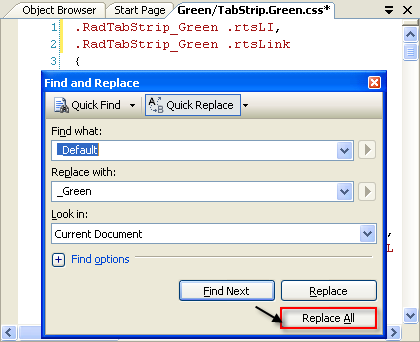 Object Browser Start Page Green/TabStrip.Green.css*
1 .RadTabStrip_Green .rtsLI,
2 .RadTabStrip_Green .rtsLink
3 {
Find and Replace
Quick Find Quick Replace
Find what:
_Default
Replace with:
_Green
Look in:
Current Document
Find options
Find Next Replace
Replace All